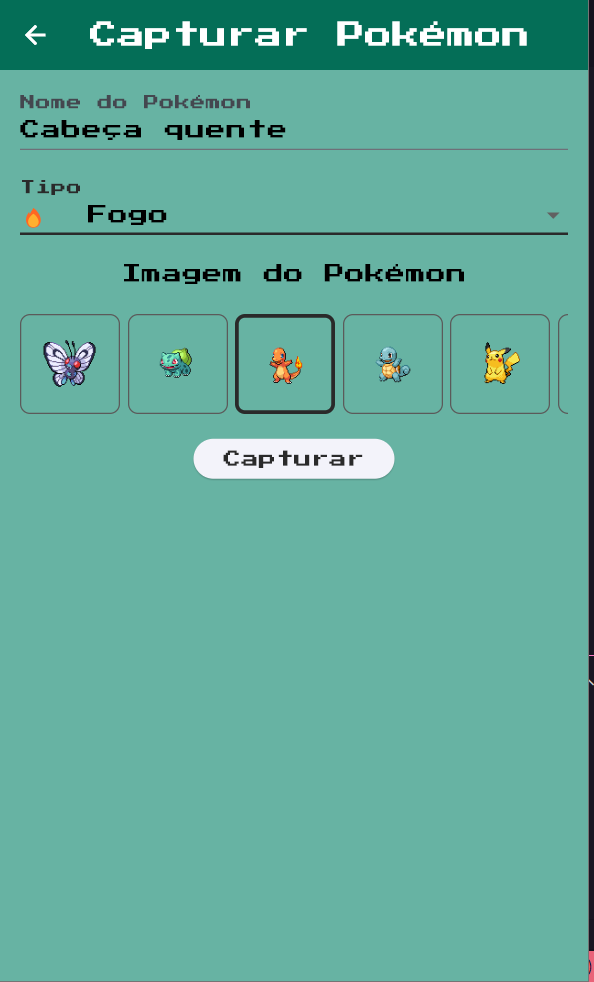 Capturar Pokémon
Nome do Pokémon
Cabeça quente
Tipo
Fogo
Imagem do Pokémon
Capturar